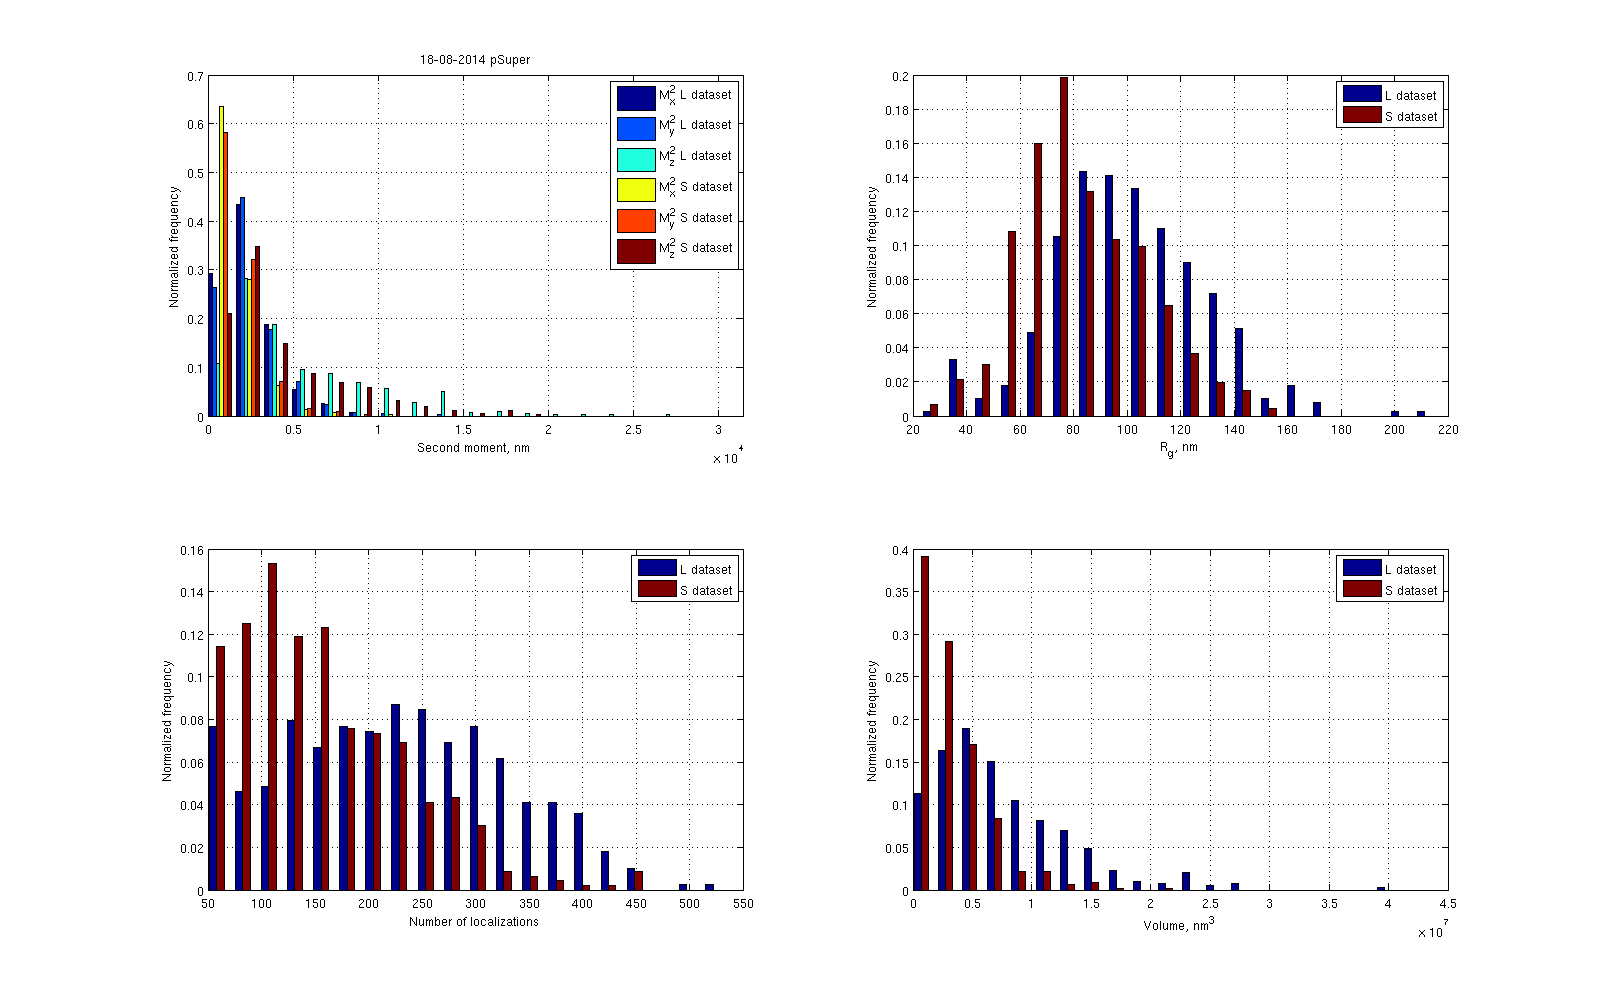 18-08-2014 pSuper
Normalized frequency
0.7
0.6
0.5
0.4
0.3
0.2
0.1
0
M²x L dataset
M²y L dataset
M²z L dataset
M²x S dataset
M²y S dataset
M²z S dataset
0 0.5 1 1.5 2 2.5 3
Second moment, nm
× 10⁴
Normalized frequency
0.2
0.18
0.16
0.14
0.12
0.1
0.08
0.06
0.04
0.02
0
L dataset
S dataset
20 40 60 80 100 120 140 160 180 200 220
Rg, nm
Normalized frequency
0.16
0.14
0.12
0.1
0.08
0.06
0.04
0.02
0
L dataset
S dataset
50 100 150 200 250 300 350 400 450 500 550
Number of localizations
Normalized frequency
0.4
0.35
0.3
0.25
0.2
0.15
0.1
0.05
0
L dataset
S dataset
0 0.5 1 1.5 2 2.5 3 3.5 4 4.5
Volume, nm³
× 10⁷